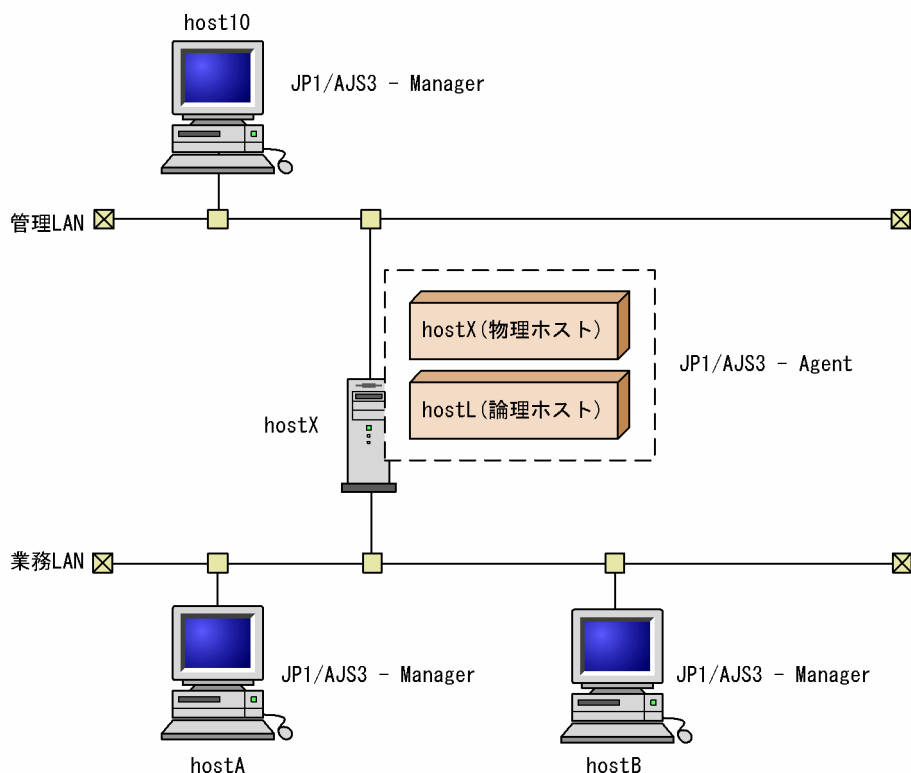 host10
JP1/AJS3 - Manager
管理LAN
hostX(物理ホスト)
hostL(論理ホスト)
JP1/AJS3 - Agent
hostX
業務LAN
JP1/AJS3 - Manager
JP1/AJS3 - Manager
hostA
hostB